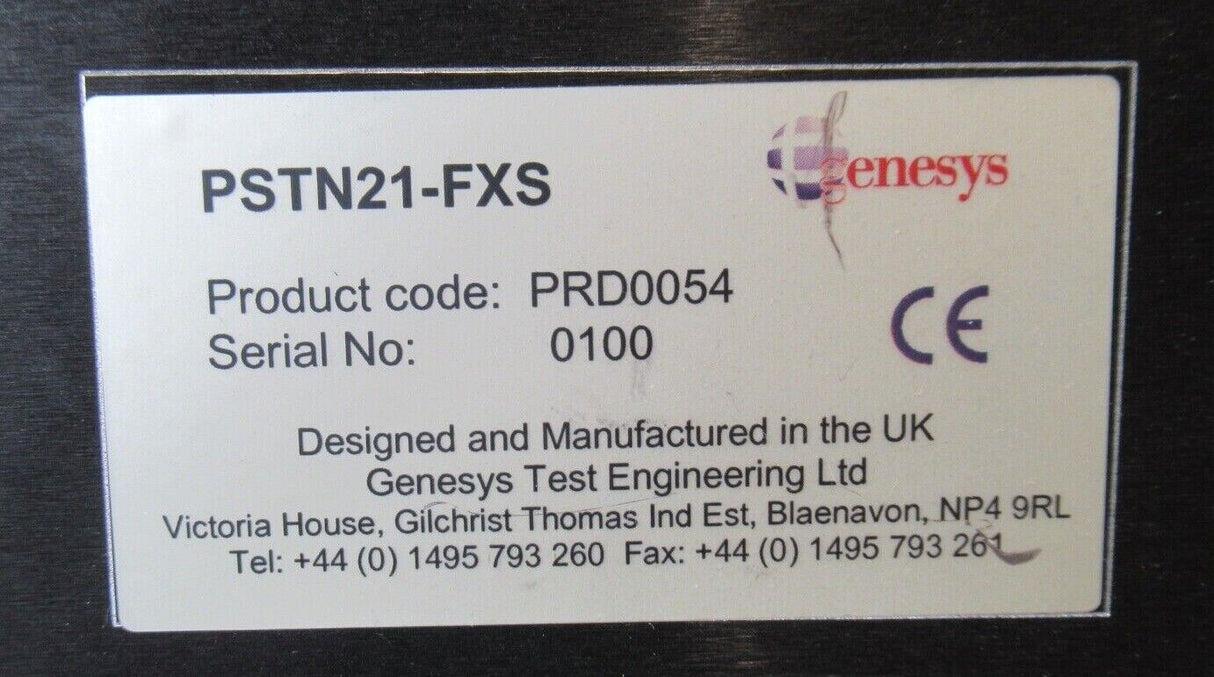 PSTN21-FXS
genesys
Product code: PRD0054
Serial No: 0100
CE
Designed and Manufactured in the UK
Genesys Test Engineering Ltd
Victoria House, Gilchrist Thomas Ind Est, Blaenavon, NP4 9RL
Tel: +44 (0) 1495 793 260 Fax: +44 (0) 1495 793 261